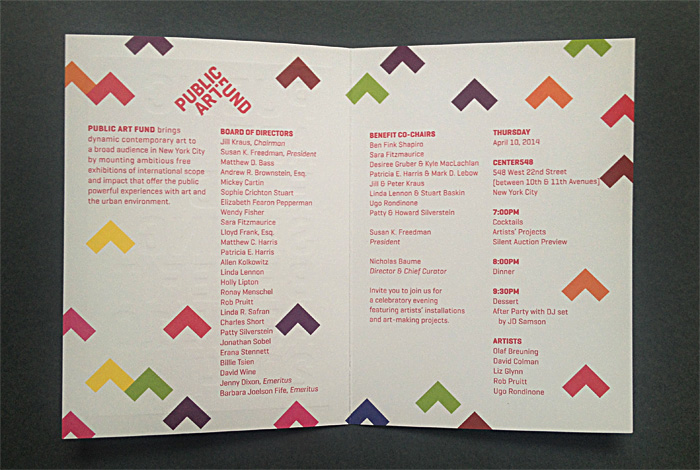 PUBLIC
ART FUND
PUBLIC ART FUND brings
dynamic contemporary art to
a broad audience in New York City
by mounting ambitious free
exhibitions of international scope
and impact that offer the public
powerful experiences with art and
the urban environment.
BOARD OF DIRECTORS
Jill Kraus, Chairman
Susan K. Freedman, President
Matthew D. Bass
Andrew R. Brownstein, Esq.
Mickey Cartin
Sophie Crichton Stuart
Elizabeth Fearon Pepperman
Wendy Fisher
Sara Fitzmaurice
Lloyd Frank, Esq.
Matthew C. Harris
Patricia E. Harris
Allen Kolkowitz
Linda Lennon
Holly Lipton
Ronay Menschel
Rob Pruitt
Linda R. Safran
Charles Short
Patty Silverstein
Jonathan Sobel
Erana Stennett
Billie Tsien
David Wine
Jenny Dixon, Emeritus
Barbara Joelson Fife, Emeritus
BENEFIT CO-CHAIRS
Ben Fink Shapiro
Sara Fitzmaurice
Desiree Gruber & Kyle MacLachlan
Patricia E. Harris & Mark D. Lebow
Jill & Peter Kraus
Linda Lennon & Stuart Baskin
Ugo Rondinone
Patty & Howard Silverstein
Susan K. Freedman
President
Nicholas Baume
Director & Chief Curator
Invite you to join us for
a celebratory evening
featuring artists' installations
and art-making projects.
THURSDAY
April 10, 2014
CENTER548
548 West 22nd Street
[between 10th & 11th Avenues]
New York City
7:00PM
Cocktails
Artists' Projects
Silent Auction Preview
8:00PM
Dinner
9:30PM
Dessert
After Party with DJ set
by JD Samson
ARTISTS
Olaf Breuning
David Colman
Liz Glynn
Rob Pruitt
Ugo Rondinone